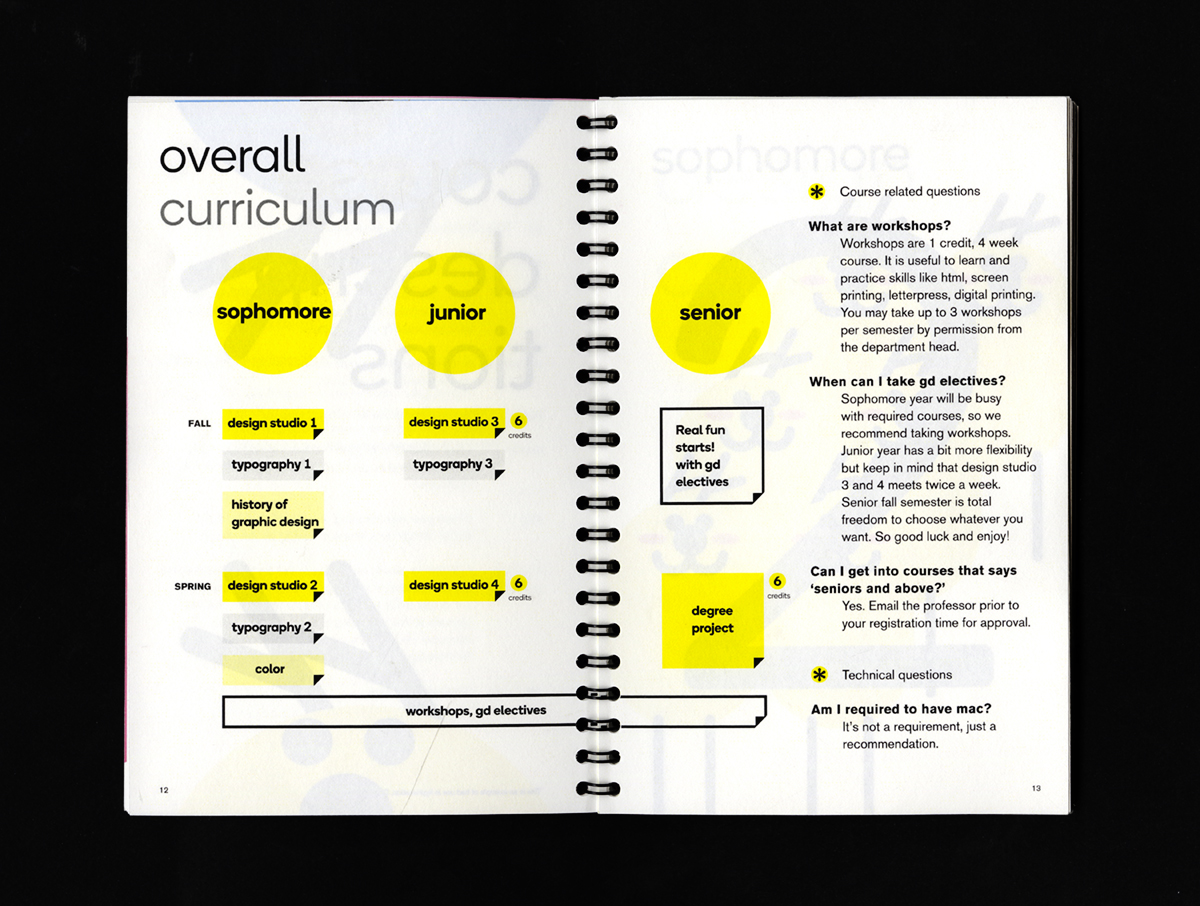 overall
curriculum
sophomore
junior
senior
FALL
design studio 1
typography 1
history of
graphic design
design studio 3
6
credits
typography 3
Real fun
starts!
with gd
electives
SPRING
design studio 2
typography 2
color
design studio 4
6
credits
degree
project
6
credits
workshops, gd electives
12
sophomore
* Course related questions
What are workshops?
Workshops are 1 credit, 4 week
course. It is useful to learn and
practice skills like html, screen
printing, letterpress, digital printing.
You may take up to 3 workshops
per semester by permission from
the department head.
When can I take gd electives?
Sophomore year will be busy
with required courses, so we
recommend taking workshops.
Junior year has a bit more flexibility
but keep in mind that design studio
3 and 4 meets twice a week.
Senior fall semester is total
freedom to choose whatever you
want. So good luck and enjoy!
Can I get into courses that says
‘seniors and above?’
Yes. Email the professor prior to
your registration time for approval.
* Technical questions
Am I required to have mac?
It's not a requirement, just a
recommendation.
13